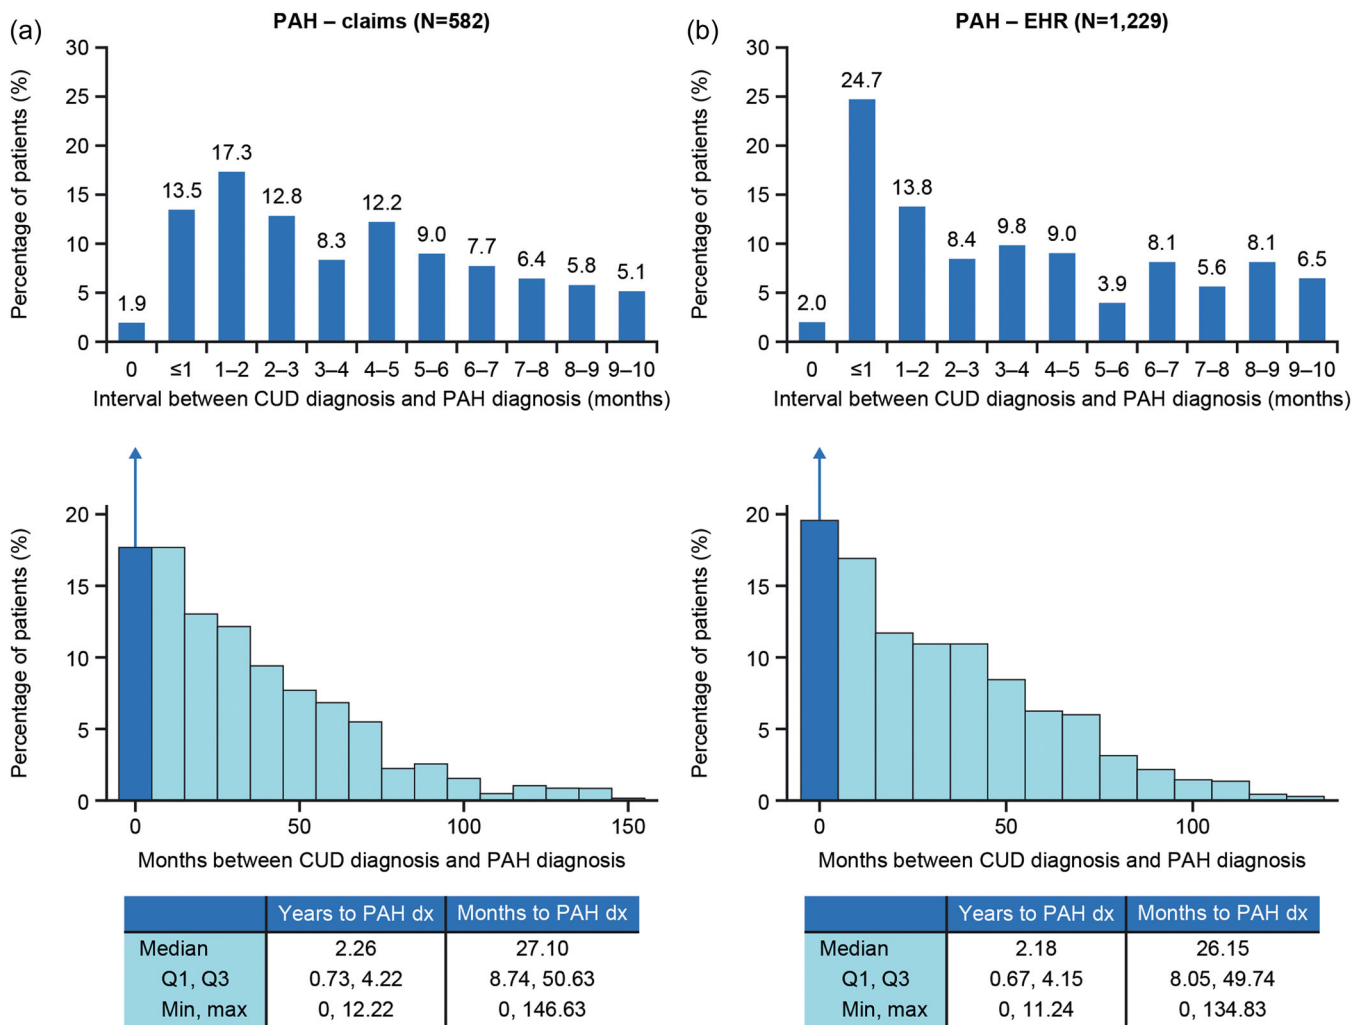 (a)
PAH – claims (N=582)
Percentage of patients (%)
30
25
20
15
10
5
0
1.9
13.5
17.3
12.8
8.3
12.2
9.0
7.7
6.4
5.8
5.1
0 ≤1 1–2 2–3 3–4 4–5 5–6 6–7 7–8 8–9 9–10
Interval between CUD diagnosis and PAH diagnosis (months)
Percentage of patients (%)
20
15
10
5
0
0 50 100 150
Months between CUD diagnosis and PAH diagnosis
Years to PAH dx Months to PAH dx
Median 2.26 27.10
Q1, Q3 0.73, 4.22 8.74, 50.63
Min, max 0, 12.22 0, 146.63
(b)
PAH – EHR (N=1,229)
Percentage of patients (%)
30
25
20
15
10
5
0
2.0
24.7
13.8
8.4
9.8
9.0
3.9
8.1
5.6
8.1
6.5
0 ≤1 1–2 2–3 3–4 4–5 5–6 6–7 7–8 8–9 9–10
Interval between CUD diagnosis and PAH diagnosis (months)
Percentage of patients (%)
20
15
10
5
0
0 50 100
Months between CUD diagnosis and PAH diagnosis
Years to PAH dx Months to PAH dx
Median 2.18 26.15
Q1, Q3 0.67, 4.15 8.05, 49.74
Min, max 0, 11.24 0, 134.83